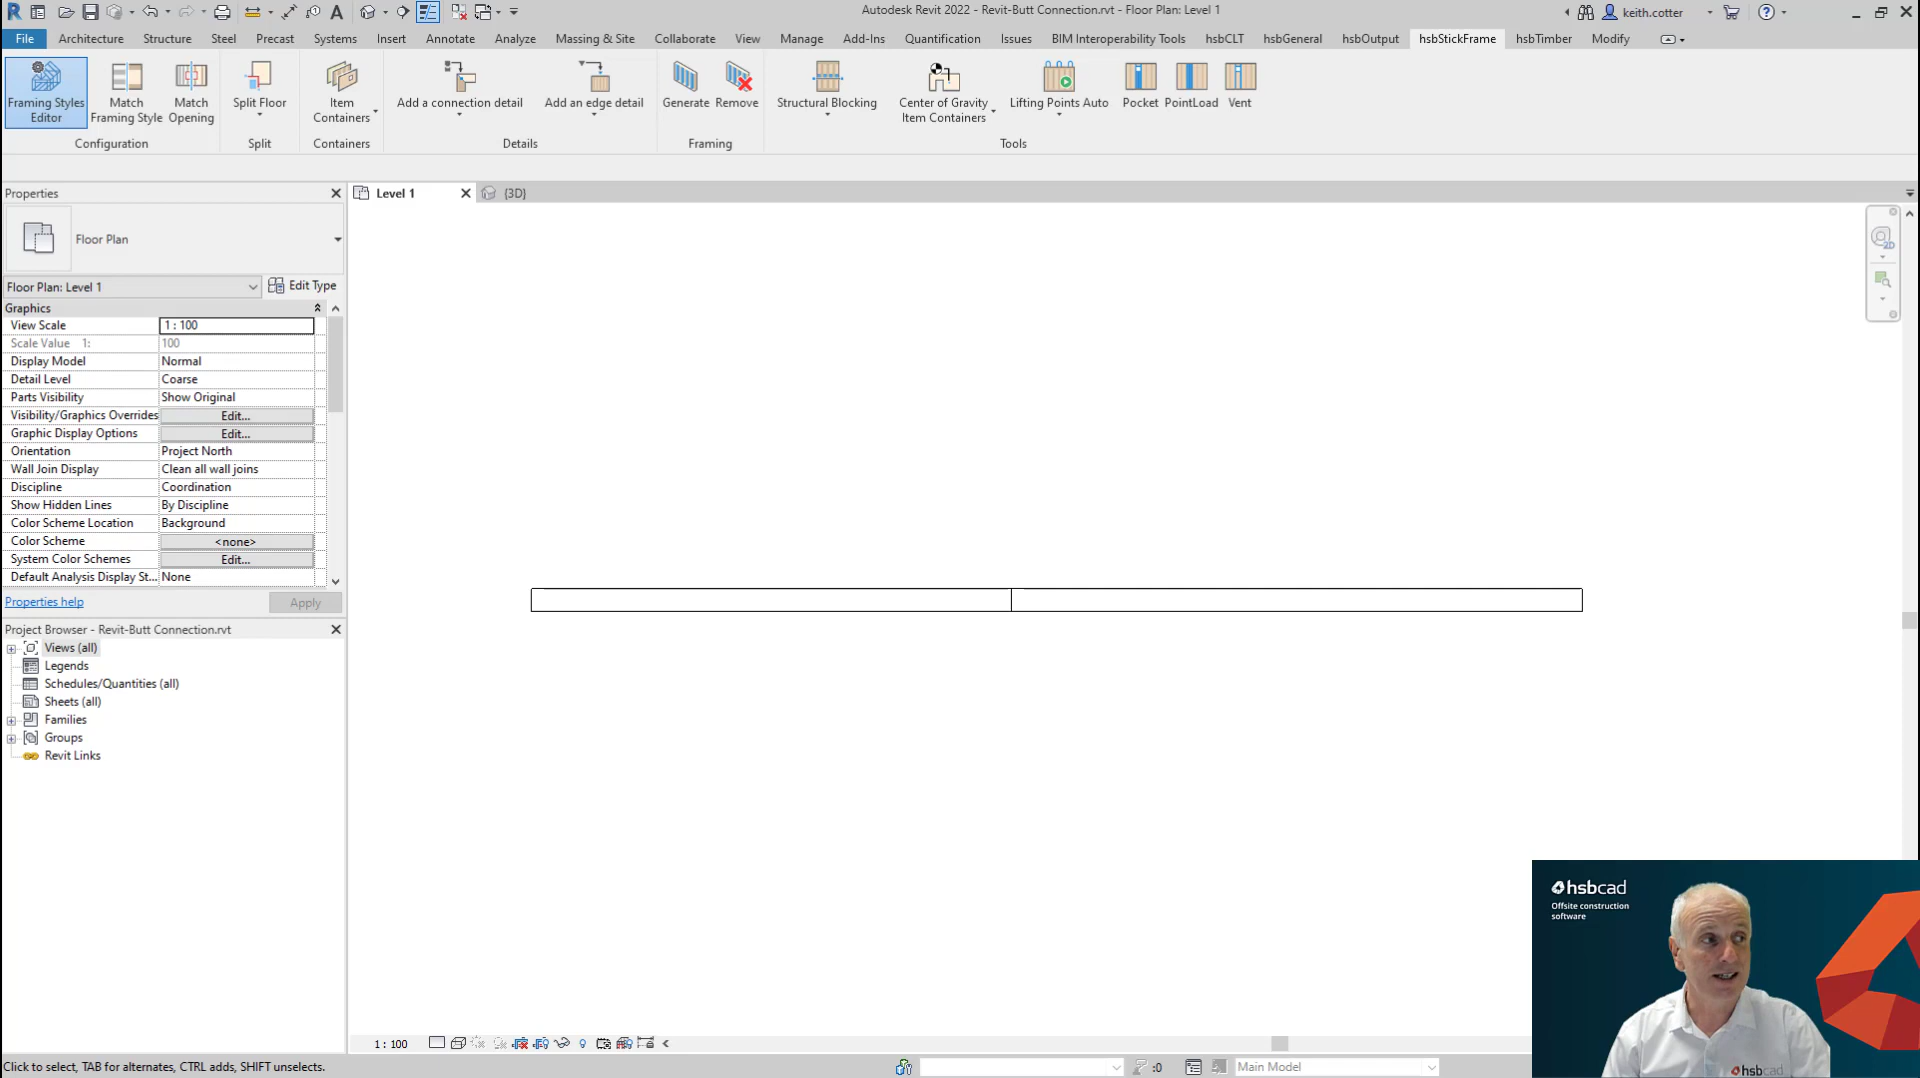 Autodesk Revit 2022 - Revit-Butt Connection.rvt - Floor Plan: Level 1
keith.cotter
File Architecture Structure Steel Precast Systems Insert Annotate Analyze Massing & Site Collaborate View Manage Add-Ins Quantification Issues BIM Interoperability Tools hsbCLT hsbGeneral hsbOutput hsbStickFrame hsbTimber Modify
Framing Styles Editor
Match Framing Style
Match Opening
Split Floor
Item Containers
Add a connection detail
Add an edge detail
Generate
Remove
Structural Blocking
Center of Gravity Item Containers
Lifting Points Auto
Pocket
PointLoad
Vent
Configuration Split Containers Details Framing Tools
Properties
Level 1
{3D}
Floor Plan
Floor Plan: Level 1
Edit Type
Graphics
View Scale 1 : 100
Scale Value 1: 100
Display Model Normal
Detail Level Coarse
Parts Visibility Show Original
Visibility/Graphics Overrides Edit...
Graphic Display Options Edit...
Orientation Project North
Wall Join Display Clean all wall joins
Discipline Coordination
Show Hidden Lines By Discipline
Color Scheme Location Background
Color Scheme <none>
System Color Schemes Edit...
Default Analysis Display St... None
Properties help
Apply
Project Browser - Revit-Butt Connection.rvt
Views (all)
Legends
Schedules/Quantities (all)
Sheets (all)
Families
Groups
Revit Links
2D
hsbcad
Offsite construction
software
hsbcad
1 : 100
Click to select, TAB for alternates, CTRL adds, SHIFT unselects.
:0
Main Model